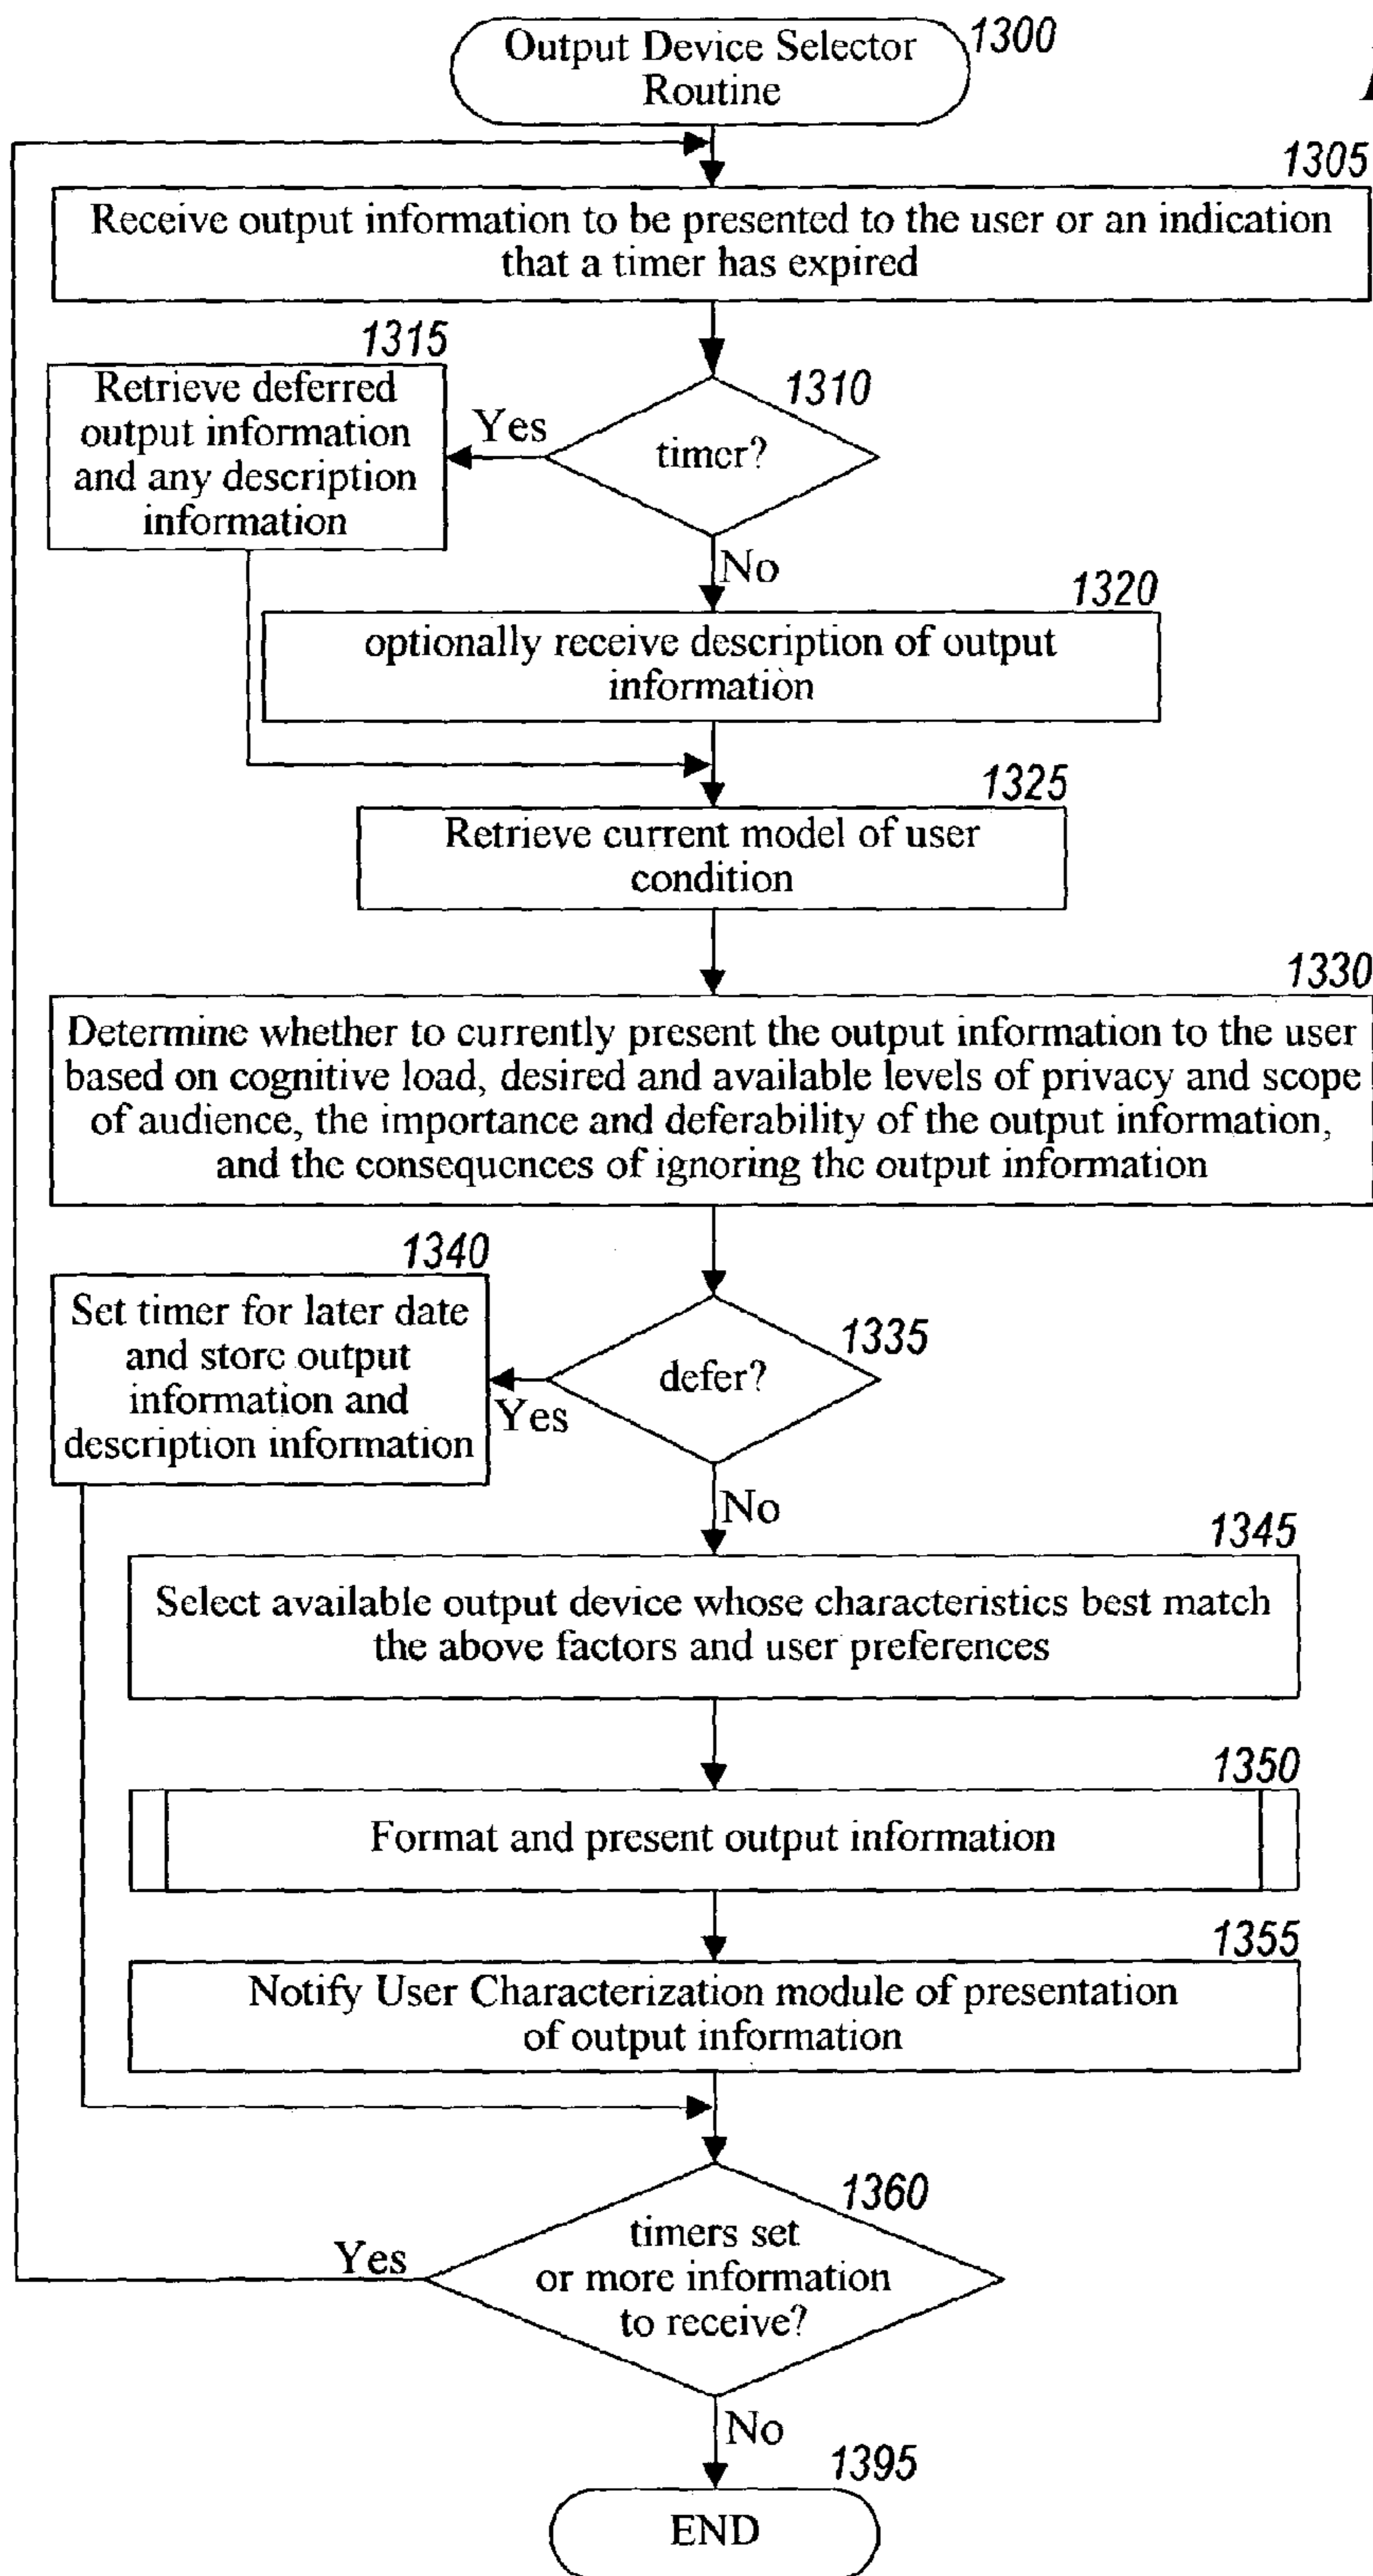 Output Device Selector
Routine
1300
1305
Receive output information to be presented to the user or an indication
that a timer has expired
1315
Retrieve deferred
output information
and any description
information
Yes
1310
timer?
No
1320
optionally receive description of output
information
1325
Retrieve current model of user
condition
1330
Determine whether to currently present the output information to the user
based on cognitive load, desired and available levels of privacy and scope
of audience, the importance and deferability of the output information,
and the consequences of ignoring the output information
1340
Set timer for later date
and store output
information and
description information
Yes
1335
defer?
No
1345
Select available output device whose characteristics best match
the above factors and user preferences
1350
Format and present output information
1355
Notify User Characterization module of presentation
of output information
1360
timers set
or more information
to receive?
Yes
No
1395
END